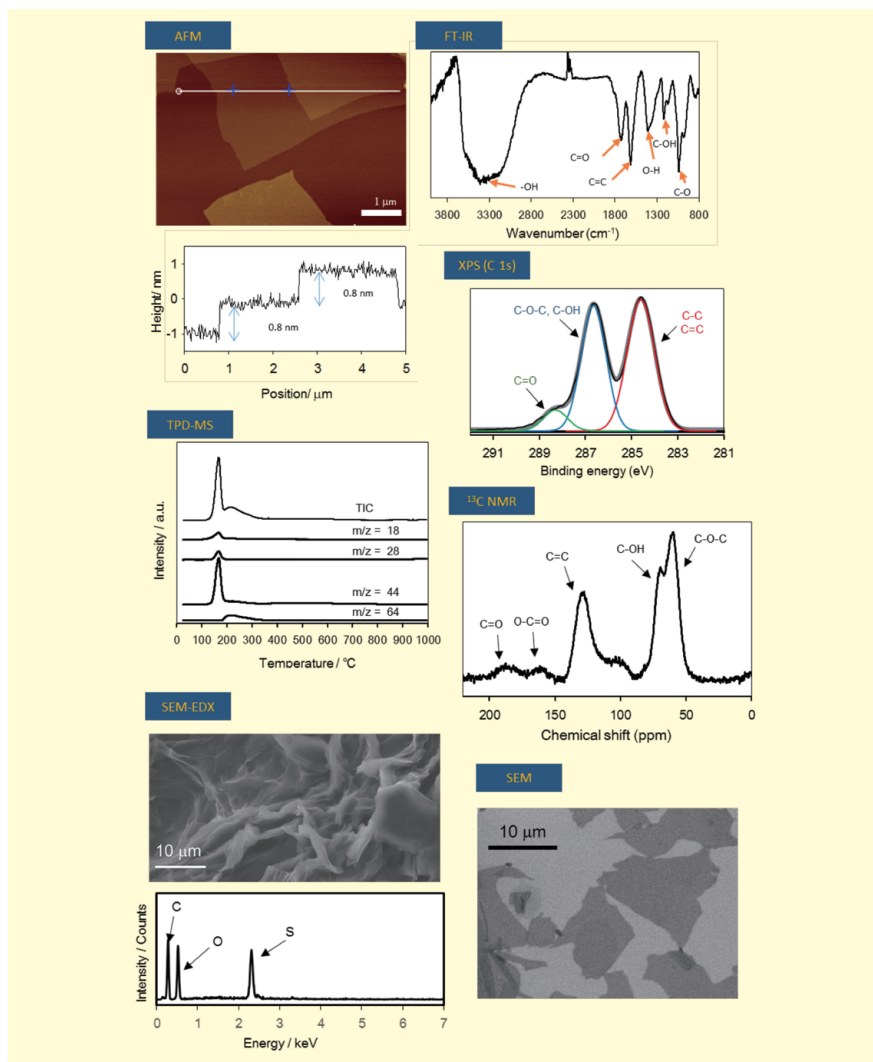 AFM
1 μm
Height/ nm
1
0
-1
0.8 nm
0.8 nm
0 1 2 3 4 5
Position/ μm
FT-IR
C=O
C=C
O-H
C-OH
C-O
-OH
3800 3300 2800 2300 1800 1300 800
Wavenumber (cm-1)
XPS (C 1s)
C-O-C, C-OH
C-C
C=C
C=O
291 289 287 285 283 281
Binding energy (eV)
TPD-MS
Intensity / a.u.
TIC
m/z = 18
m/z = 28
m/z = 44
m/z = 64
0 100 200 300 400 500 600 700 800 900 1000
Temperature / °C
13C NMR
C=C
C-OH
C-O-C
C=O
O-C=O
200 150 100 50 0
Chemical shift (ppm)
SEM-EDX
10 μm
Intensity / Counts
C
O
S
0 1 2 3 4 5 6 7
Energy / keV
SEM
10 μm